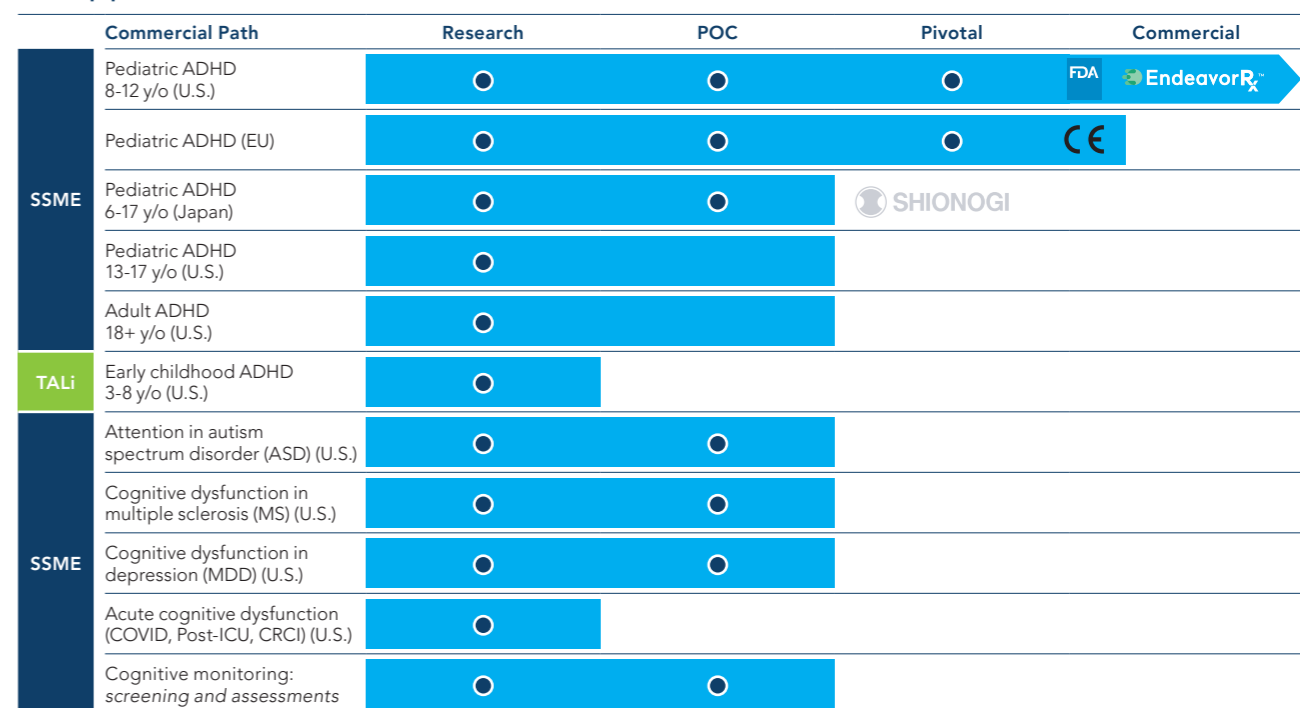 Commercial Path Research POC Pivotal Commercial
SSME
Pediatric ADHD
8-12 y/o (U.S.)
FDA EndeavorRx™
Pediatric ADHD (EU)
CE
Pediatric ADHD
6-17 y/o (Japan)
SHIONOGI
Pediatric ADHD
13-17 y/o (U.S.)
Adult ADHD
18+ y/o (U.S.)
TALi
Early childhood ADHD
3-8 y/o (U.S.)
SSME
Attention in autism
spectrum disorder (ASD) (U.S.)
Cognitive dysfunction in
multiple sclerosis (MS) (U.S.)
Cognitive dysfunction in
depression (MDD) (U.S.)
Acute cognitive dysfunction
(COVID, Post-ICU, CRCI) (U.S.)
Cognitive monitoring:
screening and assessments